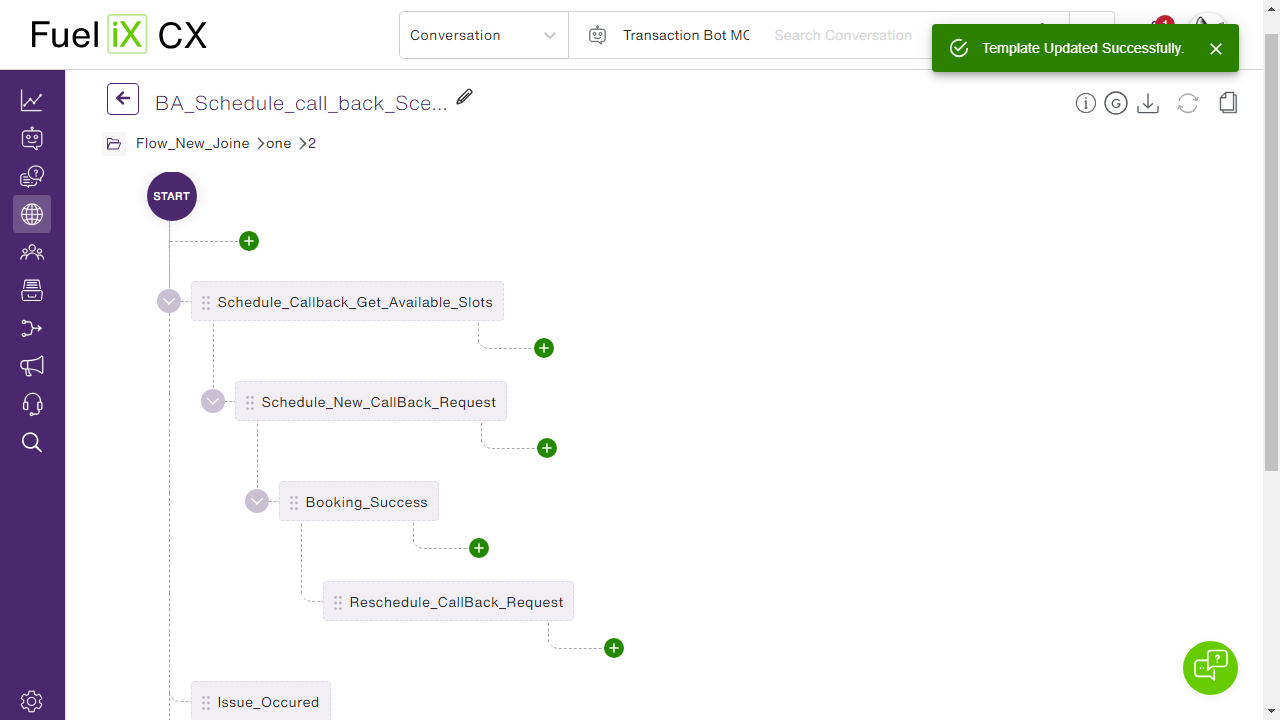 Fuel iX CX
Conversation
Transaction Bot MC
Search Conversation
1
Template Updated Successfully.
BA_Schedule_call_back_Sce...
G
Flow_New_Joine > one > 2
START
Schedule_Callback_Get_Available_Slots
Schedule_New_CallBack_Request
Booking_Success
Reschedule_CallBack_Request
Issue_Occured